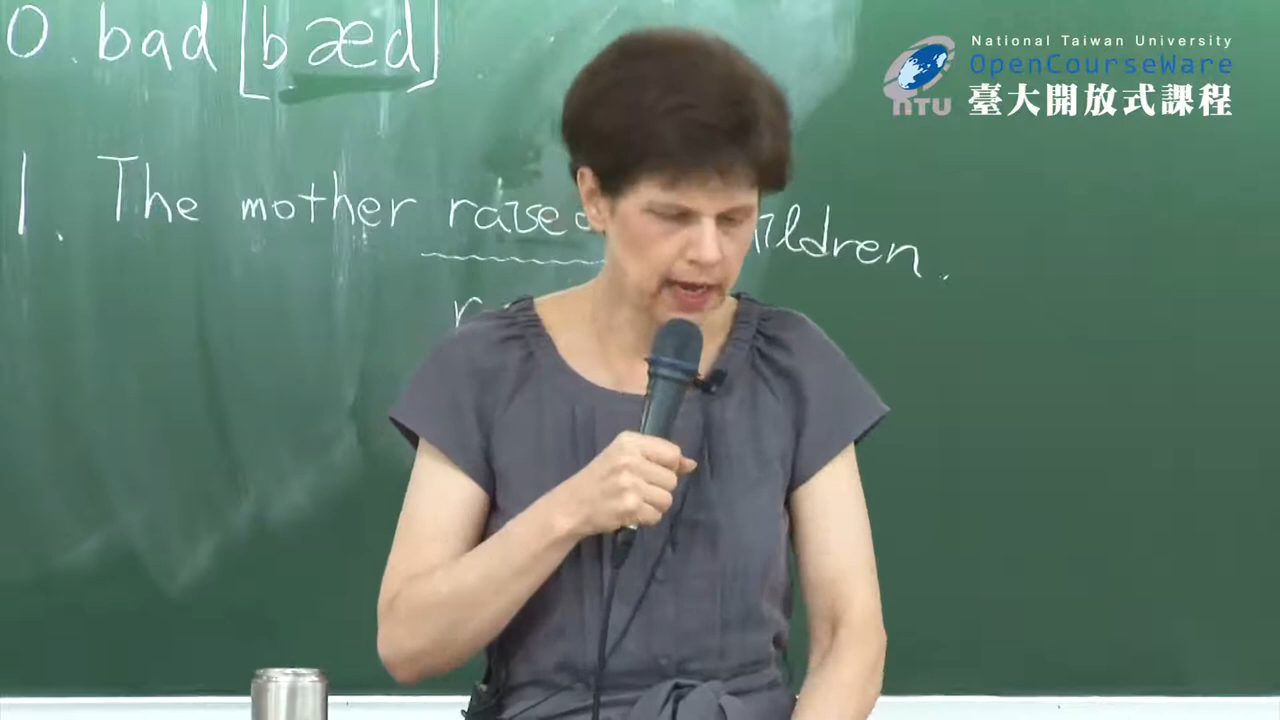 National Taiwan University
OpenCourseWare
臺大開放式課程
NTU
0. bad [bæd]
1. The mother raise ildren.
r